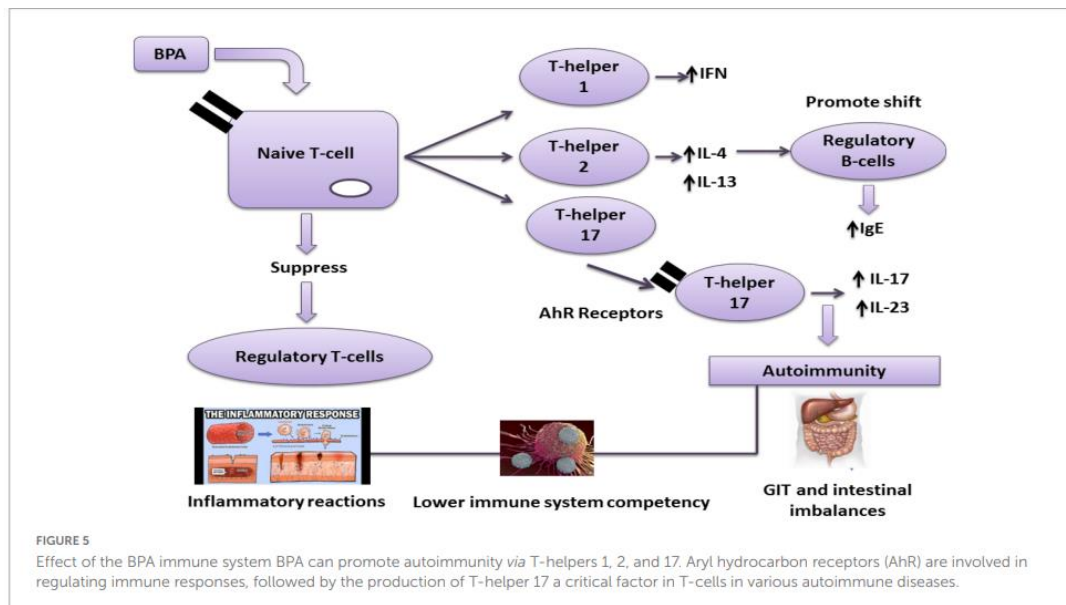 BPA
Naive T-cell
Suppress
Regulatory T-cells
T-helper
1
↑IFN
T-helper
2
↑IL-4
↑IL-13
Promote shift
Regulatory
B-cells
↑IgE
T-helper
17
AhR Receptors
T-helper
17
↑ IL-17
↑ IL-23
Autoimmunity
THE INFLAMMATORY RESPONSE
Inflammatory reactions
Lower immune system competency
GIT and intestinal
imbalances
FIGURE 5
Effect of the BPA immune system BPA can promote autoimmunity via T-helpers 1, 2, and 17. Aryl hydrocarbon receptors (AhR) are involved in
regulating immune responses, followed by the production of T-helper 17 a critical factor in T-cells in various autoimmune diseases.